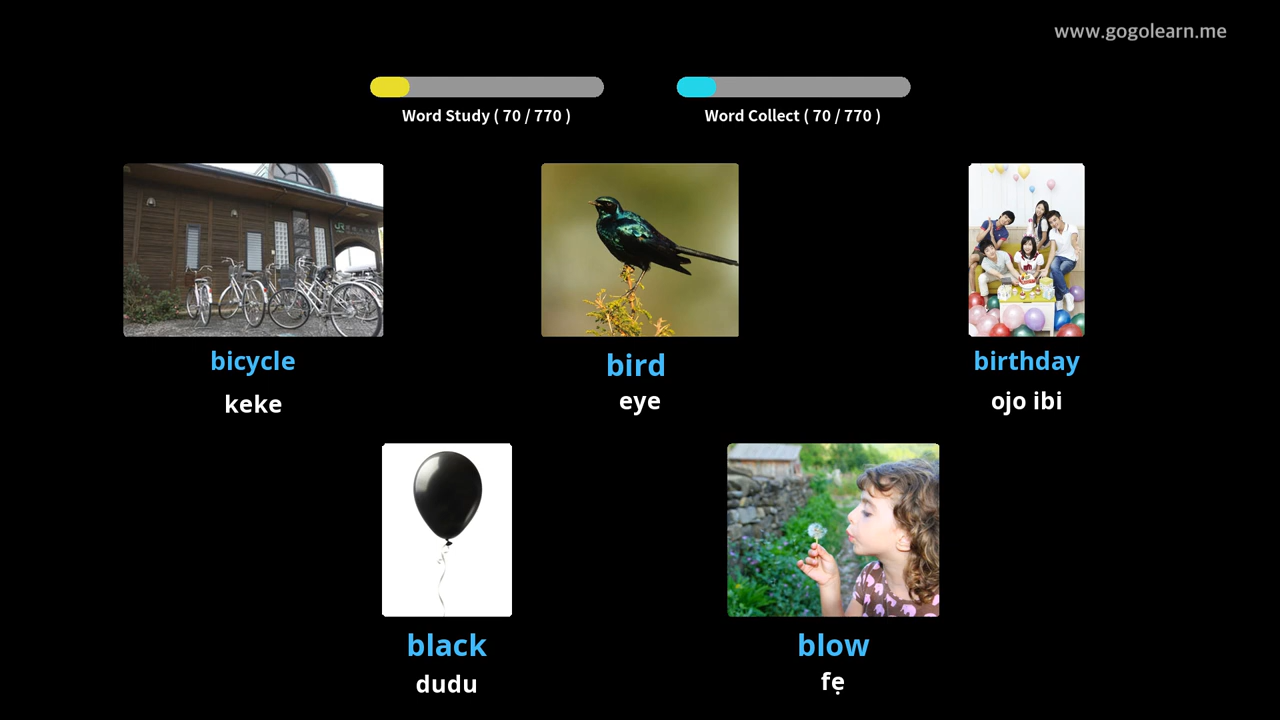 www.gogolearn.me
Word Study ( 70 / 770 )
Word Collect ( 70 / 770 )
JR
bicycle
bird
birthday
keke
eye
ojo ibi
black
blow
dudu
fẹ